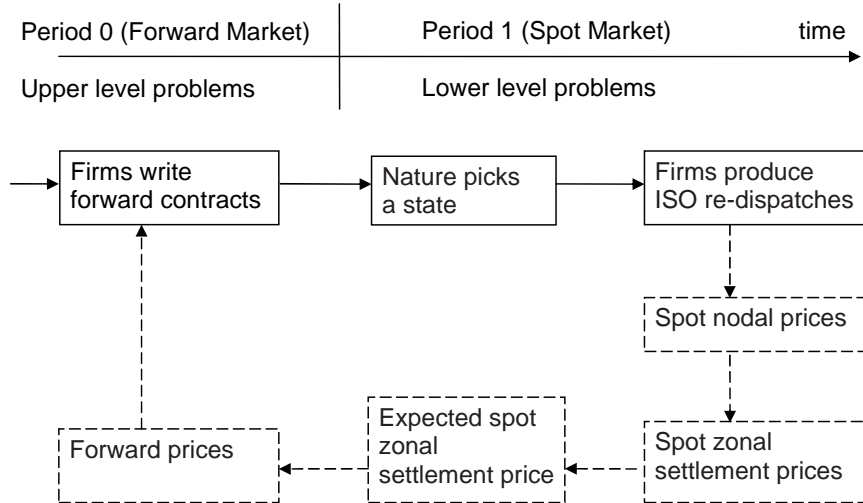 Period 0 (Forward Market)
Period 1 (Spot Market)
time
Upper level problems
Lower level problems
Firms write
forward contracts
Nature picks
a state
Firms produce
ISO re-dispatches
Spot nodal prices
Forward prices
Expected spot
zonal
settlement price
Spot zonal
settlement prices